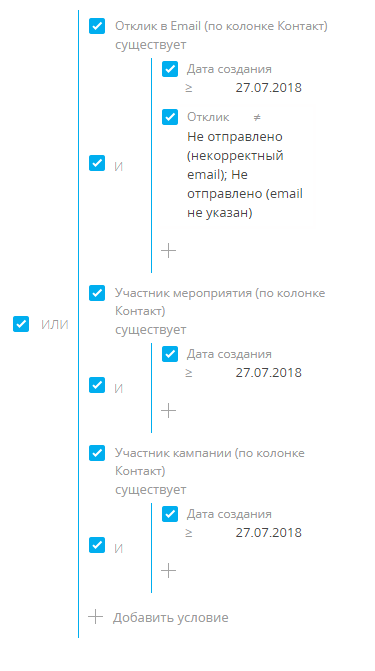 Отклик в Email (по колонке Контакт)
существует
Дата создания
≥ 27.07.2018
Отклик ≠
Не отправлено
(некорректный
email); Не
отправлено (email
не указан)
И
Участник мероприятия (по колонке
Контакт)
существует
ИЛИ
Дата создания
≥ 27.07.2018
И
Участник кампании (по колонке
Контакт)
существует
Дата создания
≥ 27.07.2018
И
Добавить условие